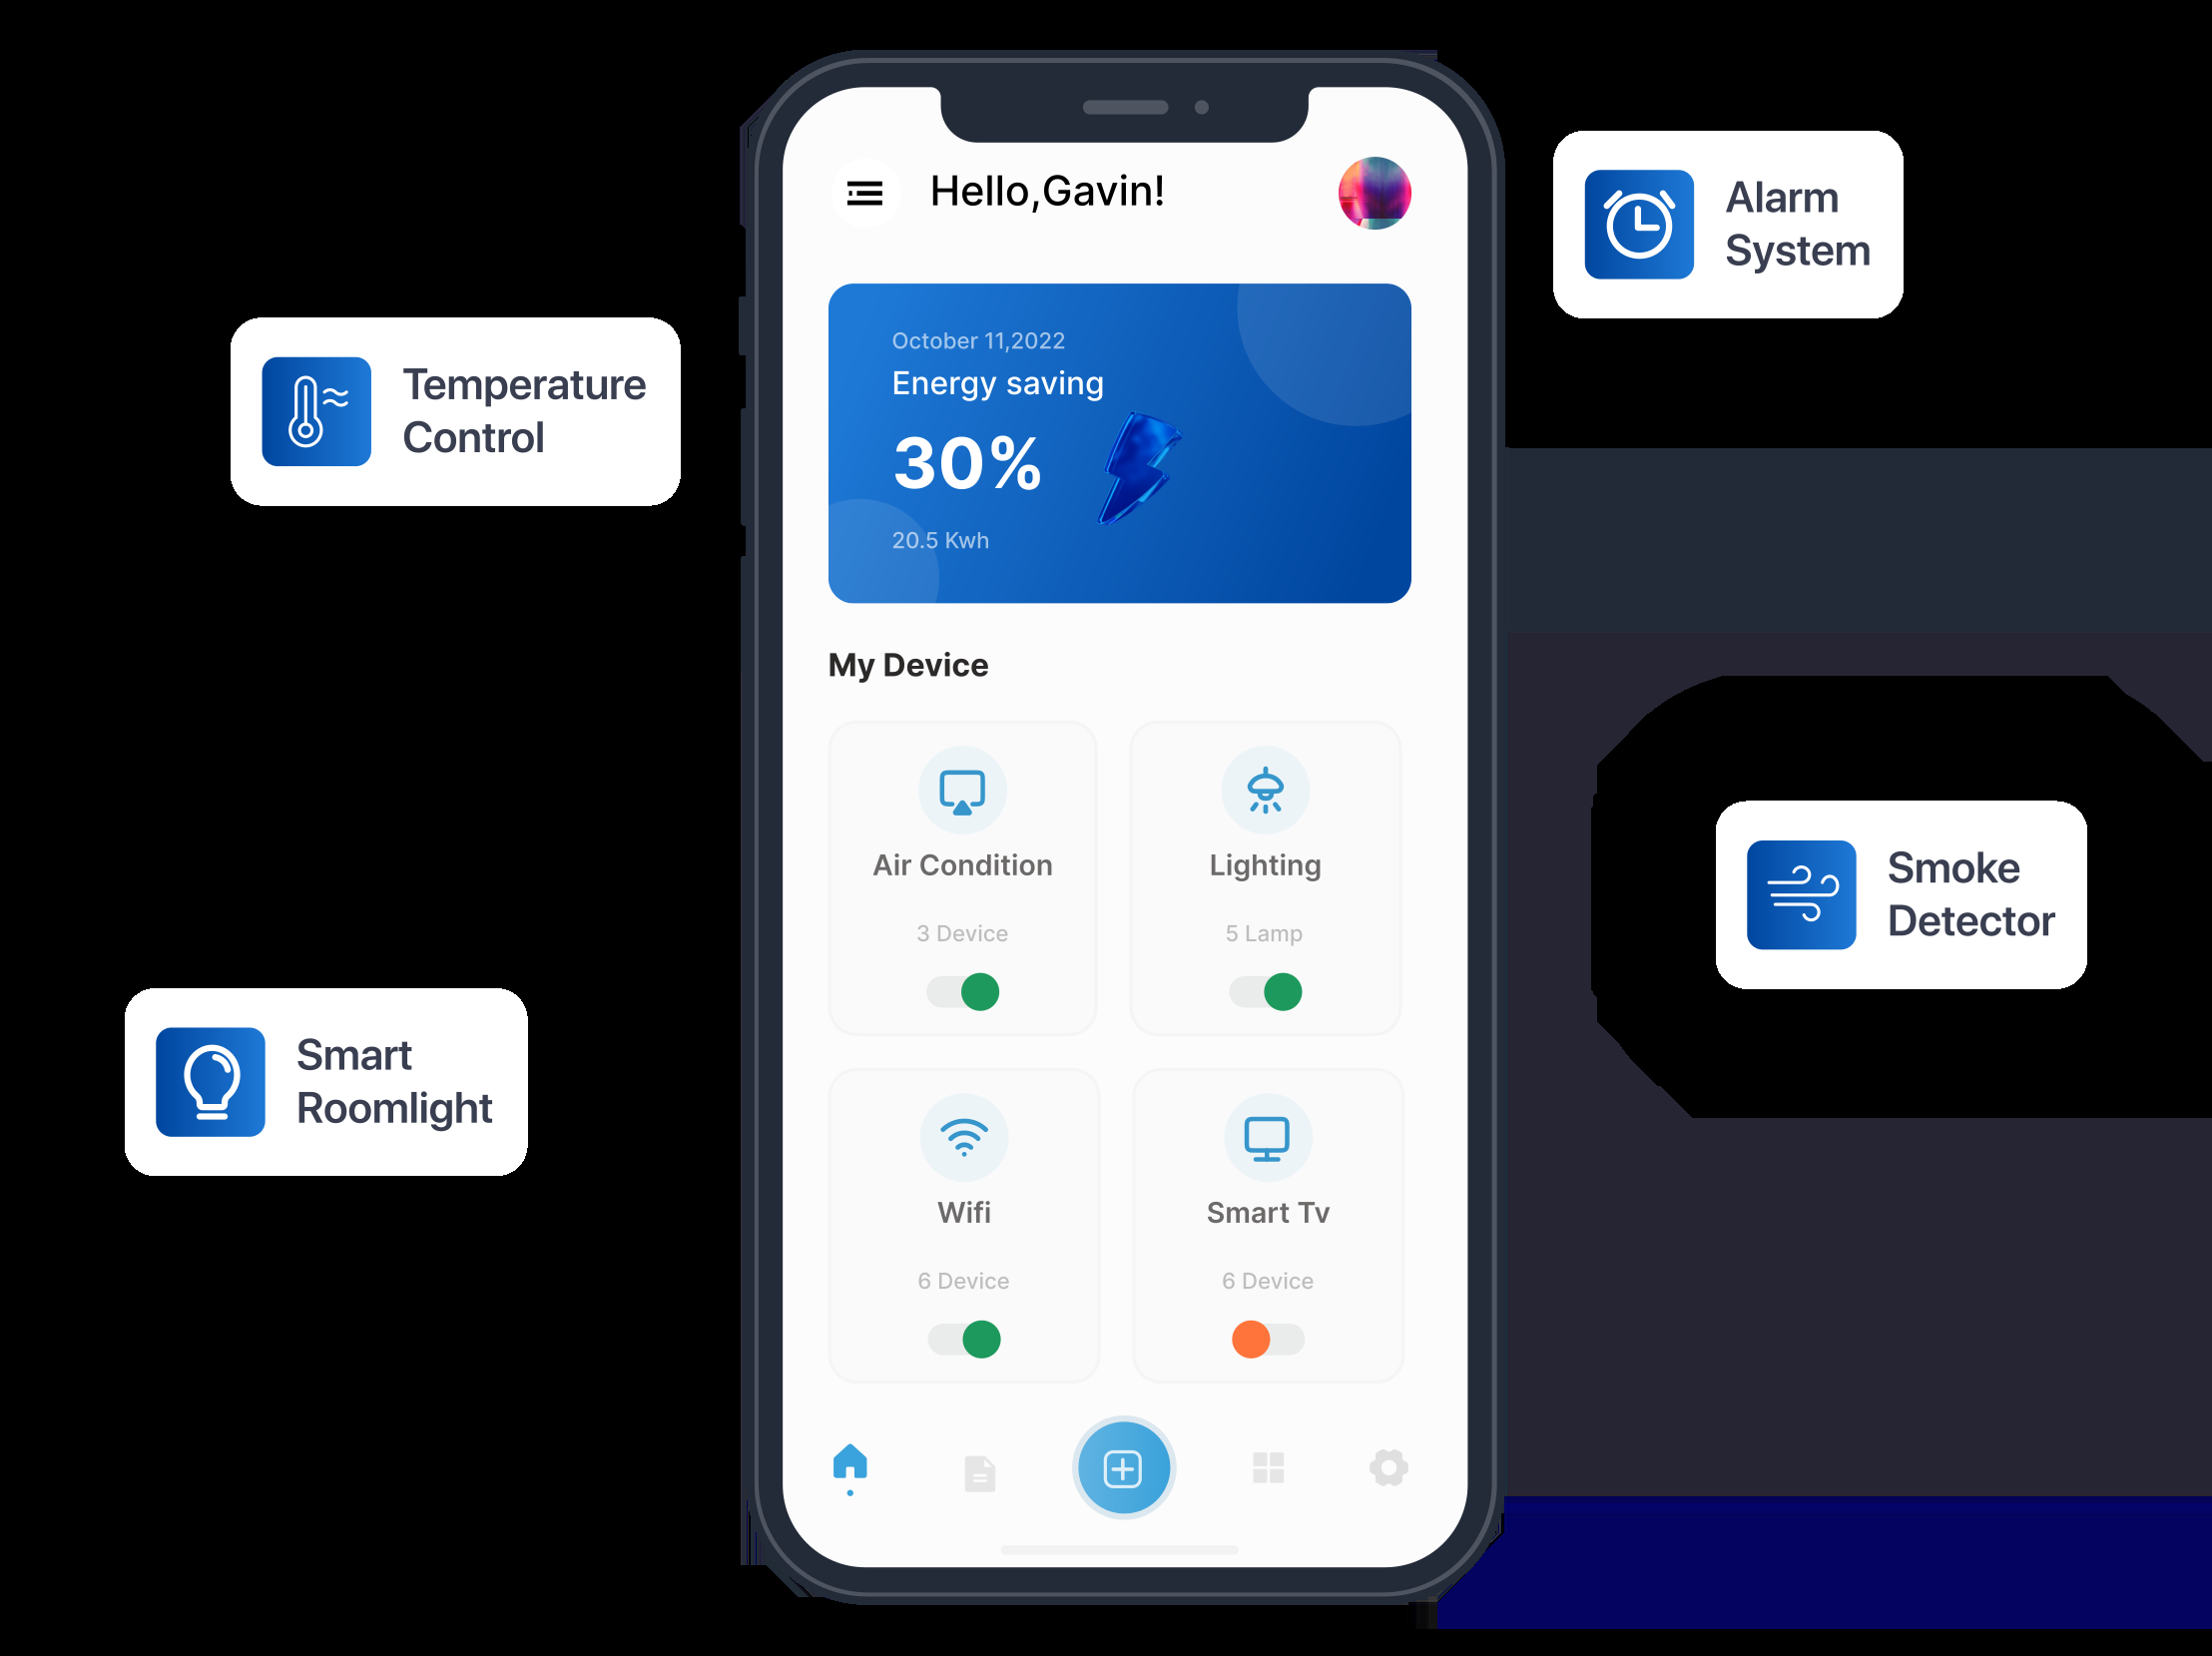 Hello,Gavin!
Alarm
System
Temperature
Control
October 11,2022
Energy saving
30%
20.5 Kwh
My Device
Air Condition
3 Device
Lighting
5 Lamp
Smoke
Detector
Smart
Roomlight
Wifi
6 Device
Smart Tv
6 Device